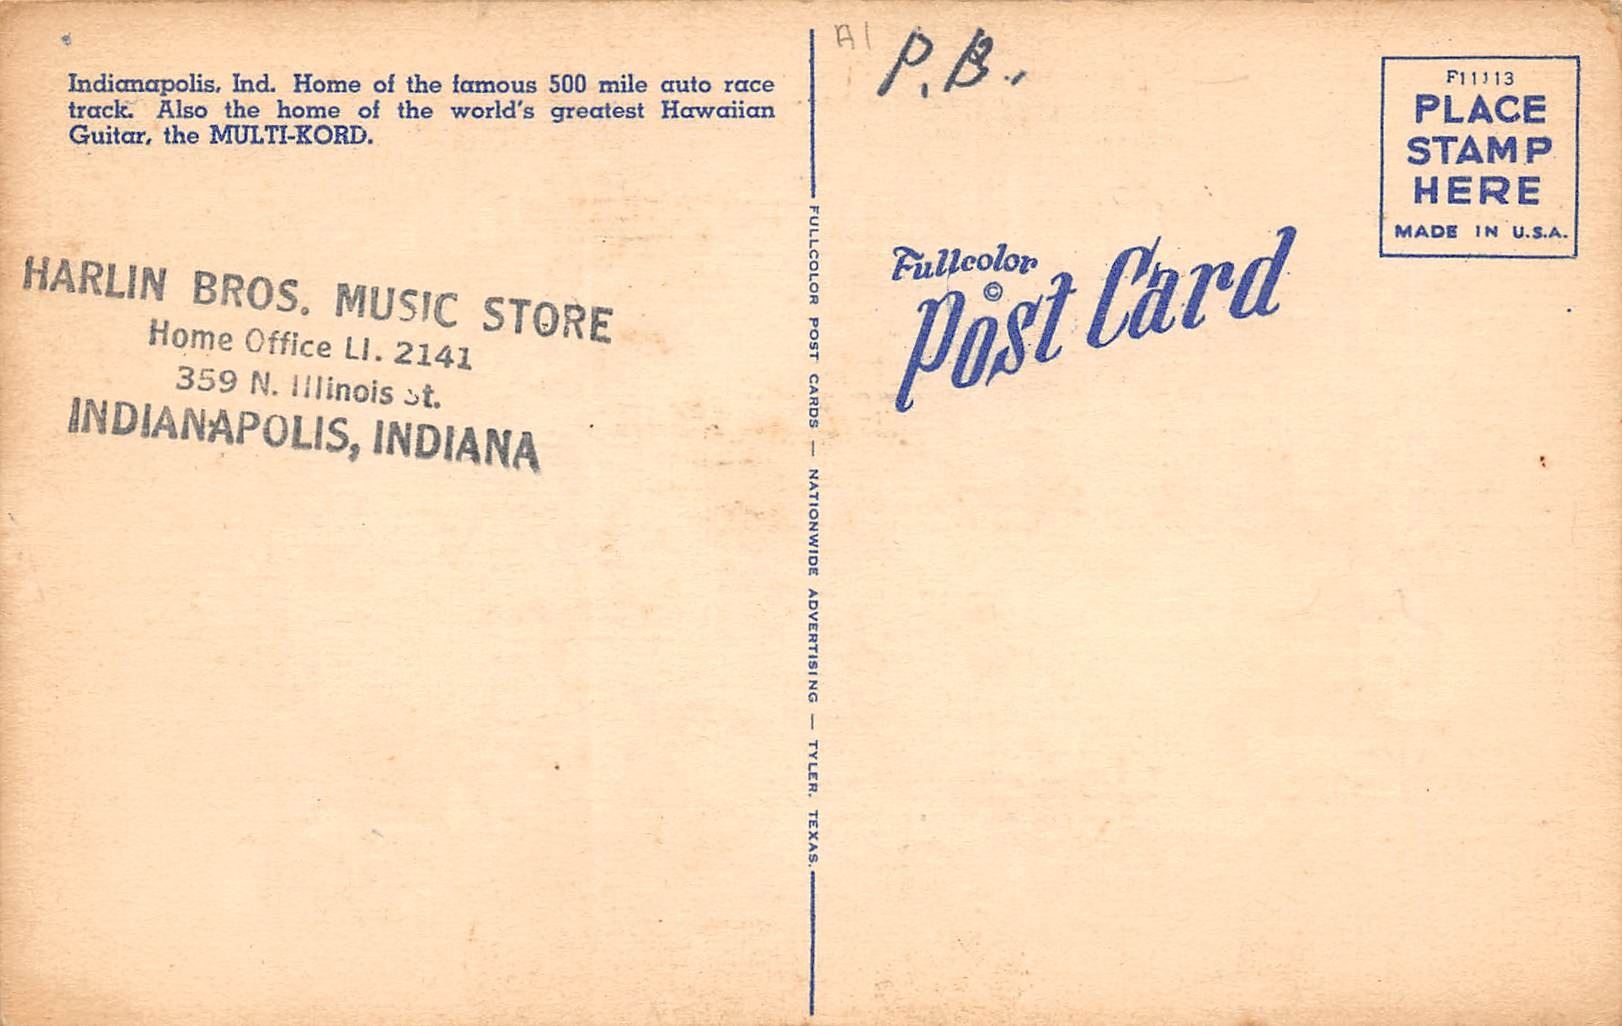 Indianapolis, Ind. Home of the famous 500 mile auto race
track. Also the home of the world's greatest Hawaiian
Guitar, the MULTI-KORD.
HARLIN BROS. MUSIC STORE
Home Office LI. 2141
359 N. Illinois St.
INDIANAPOLIS, INDIANA
FULLCOLOR POST CARDS — NATIONWIDE ADVERTISING — TYLER, TEXAS.
A1
P.B.
F11113
PLACE
STAMP
HERE
MADE IN U.S.A.
Fullcolor
©
Post Card